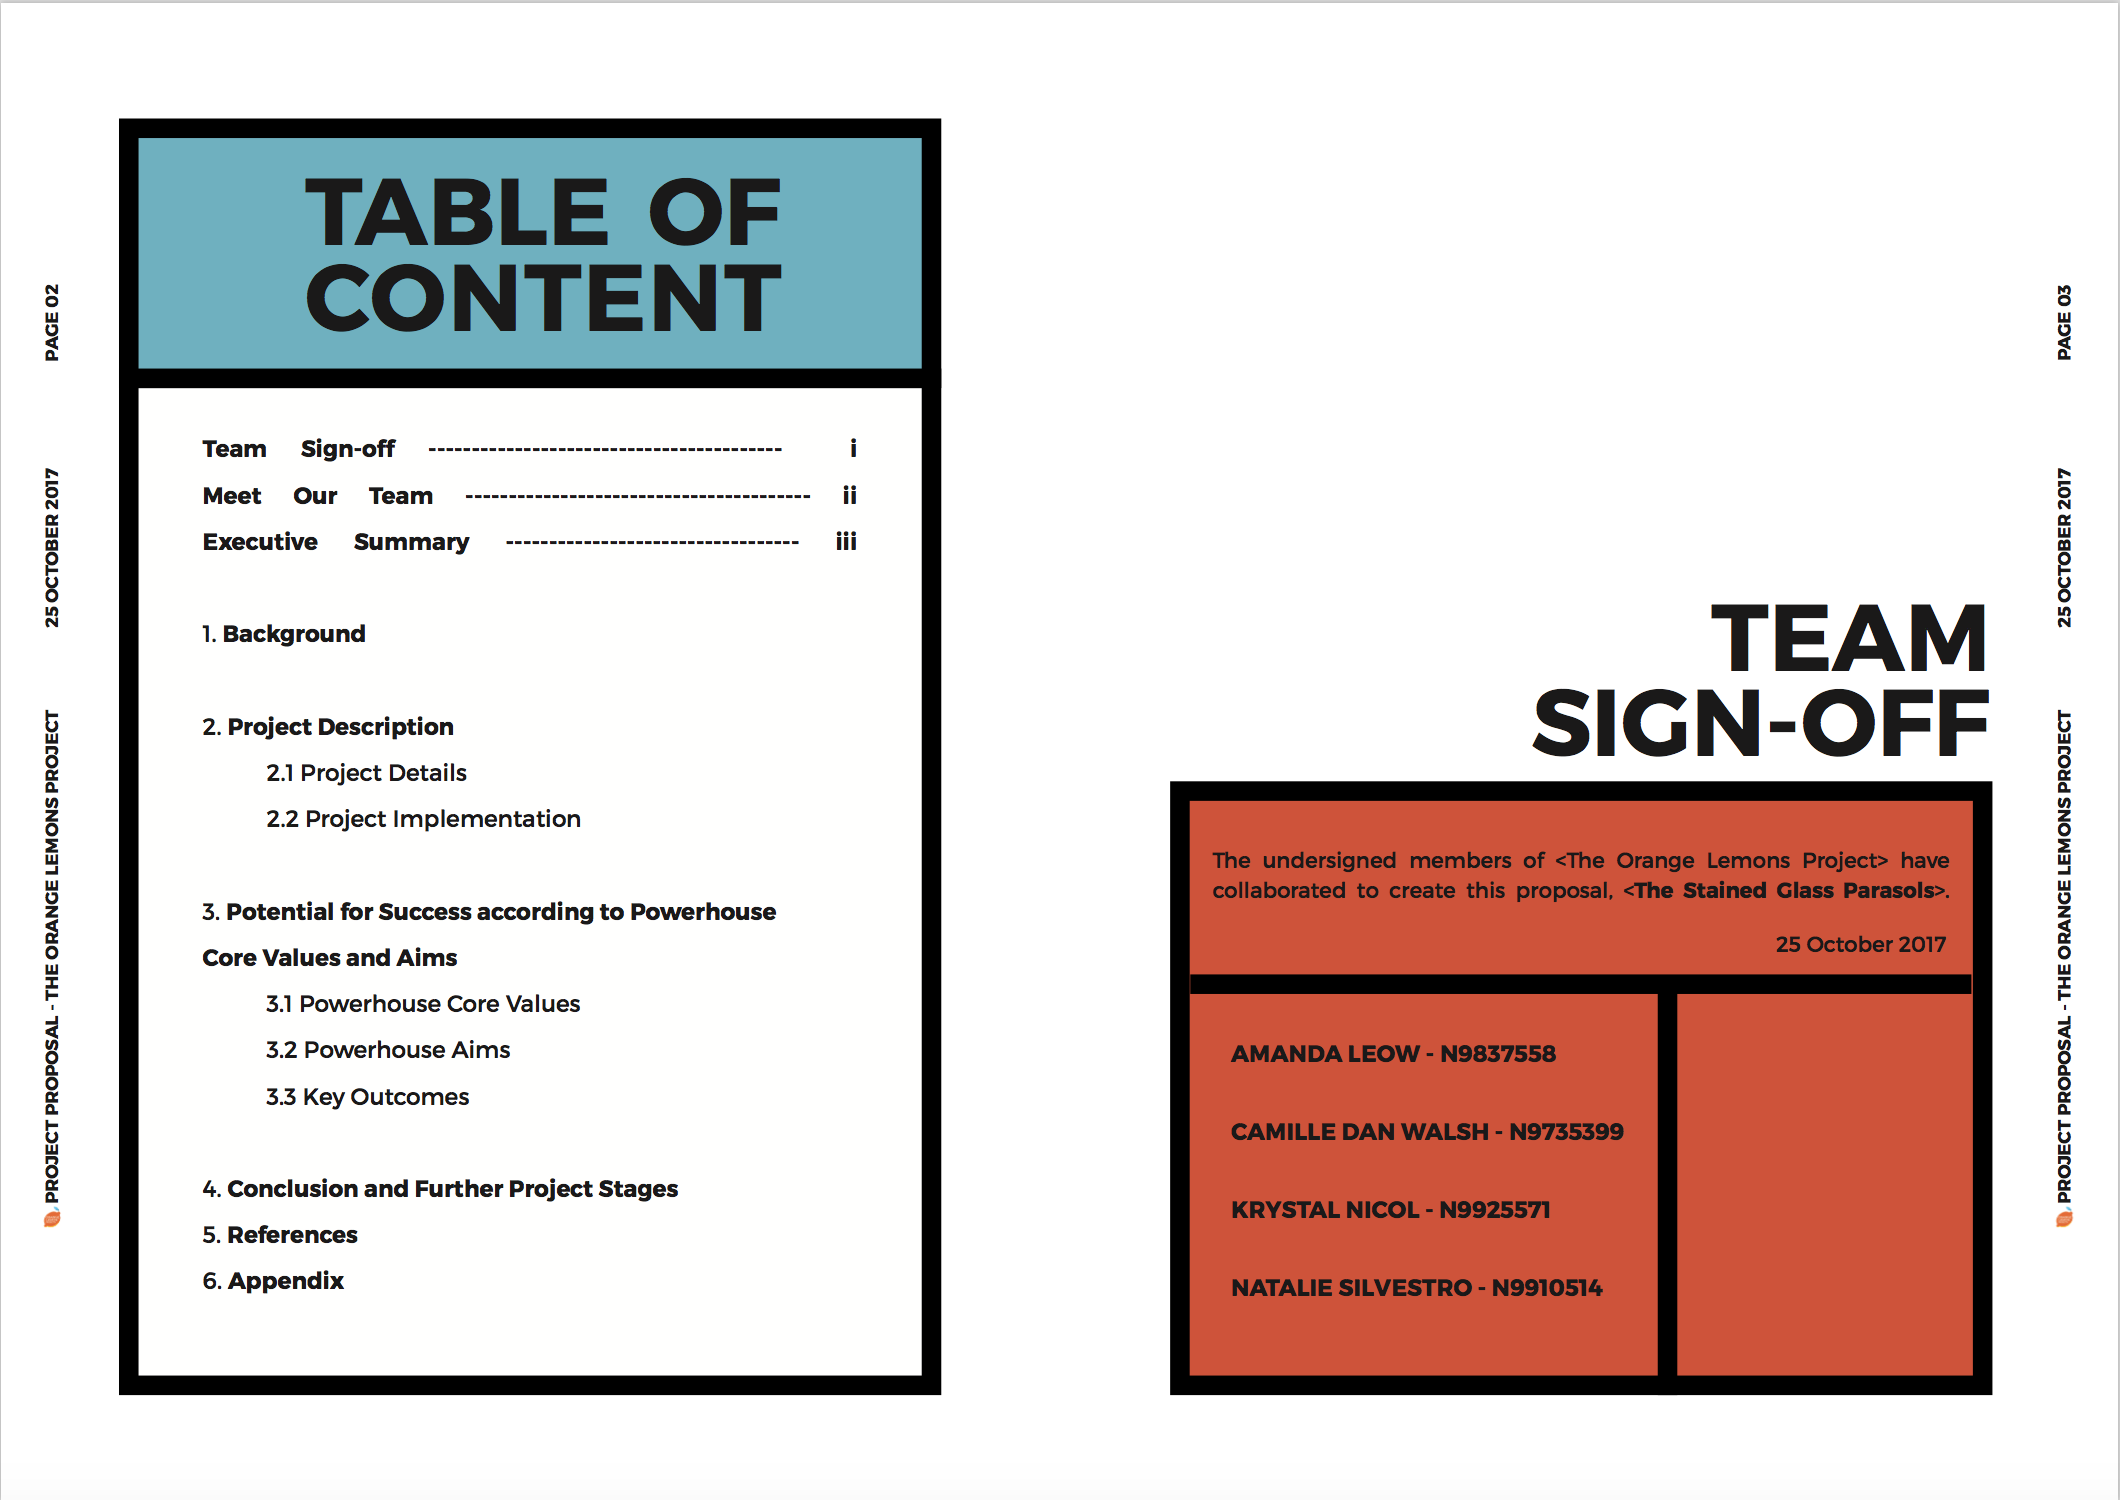 PAGE 02
25 OCTOBER 2017
PROJECT PROPOSAL - THE ORANGE LEMONS PROJECT
TABLE OF
CONTENT
Team Sign-off ----------------------------------------- i
Meet Our Team ---------------------------------------- ii
Executive Summary ---------------------------------- iii
1. Background
2. Project Description
2.1 Project Details
2.2 Project Implementation
3. Potential for Success according to Powerhouse
Core Values and Aims
3.1 Powerhouse Core Values
3.2 Powerhouse Aims
3.3 Key Outcomes
4. Conclusion and Further Project Stages
5. References
6. Appendix
TEAM
SIGN-OFF
The undersigned members of <The Orange Lemons Project> have
collaborated to create this proposal, <The Stained Glass Parasols>.
25 October 2017
AMANDA LEOW - N9837558
CAMILLE DAN WALSH - N9735399
KRYSTAL NICOL - N9925571
NATALIE SILVESTRO - N9910514
PAGE 03
25 OCTOBER 2017
PROJECT PROPOSAL - THE ORANGE LEMONS PROJECT